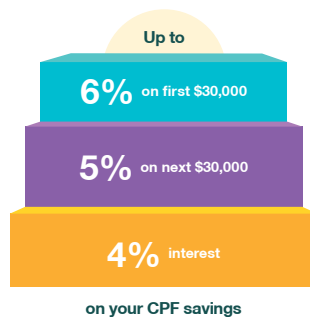 Up to
6% on first $30,000
5% on next $30,000
4% interest
on your CPF savings